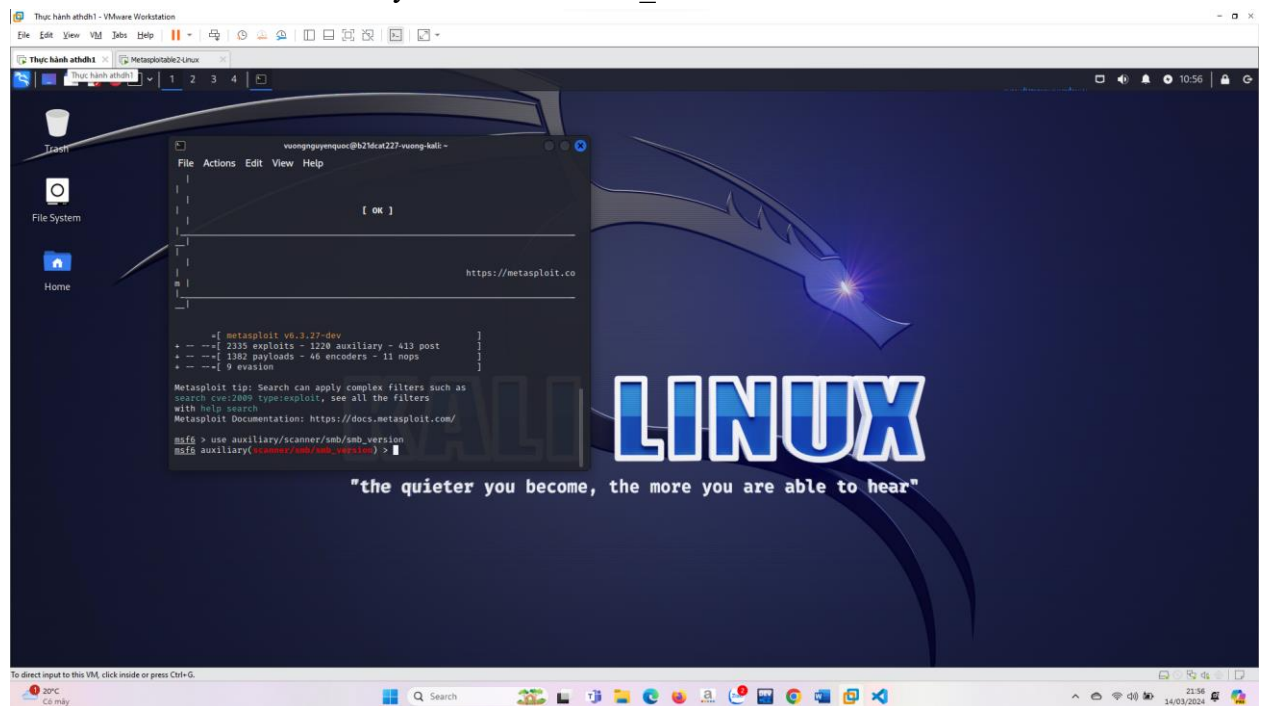 Thực hành athdh1 - VMware Workstation
File Edit View VM Tabs Help
Thực hành athdh1 Metasploitable2-Linux
Thực hành athdh1
1 2 3 4
10:56
Trash
File System
Home
vuongnguyenquoc@b21dcat227-vuong-kali: ~
File Actions Edit View Help
[ OK ]
https://metasploit.co
m |
=[ metasploit v6.3.27-dev ]
+ -- --=[ 2335 exploits - 1220 auxiliary - 413 post ]
+ -- --=[ 1382 payloads - 46 encoders - 11 nops ]
+ -- --=[ 9 evasion ]
Metasploit tip: Search can apply complex filters such as
search cve:2009 type:exploit, see all the filters
with help search
Metasploit Documentation: https://docs.metasploit.com/
msf6 > use auxiliary/scanner/smb/smb_version
msf6 auxiliary(scanner/smb/smb_version) >
KALI LINUX
"the quieter you become, the more you are able to hear"
To direct input to this VM, click inside or press Ctrl+G.
1
20°C
Có mây
Search
2
21:56
14/03/2024